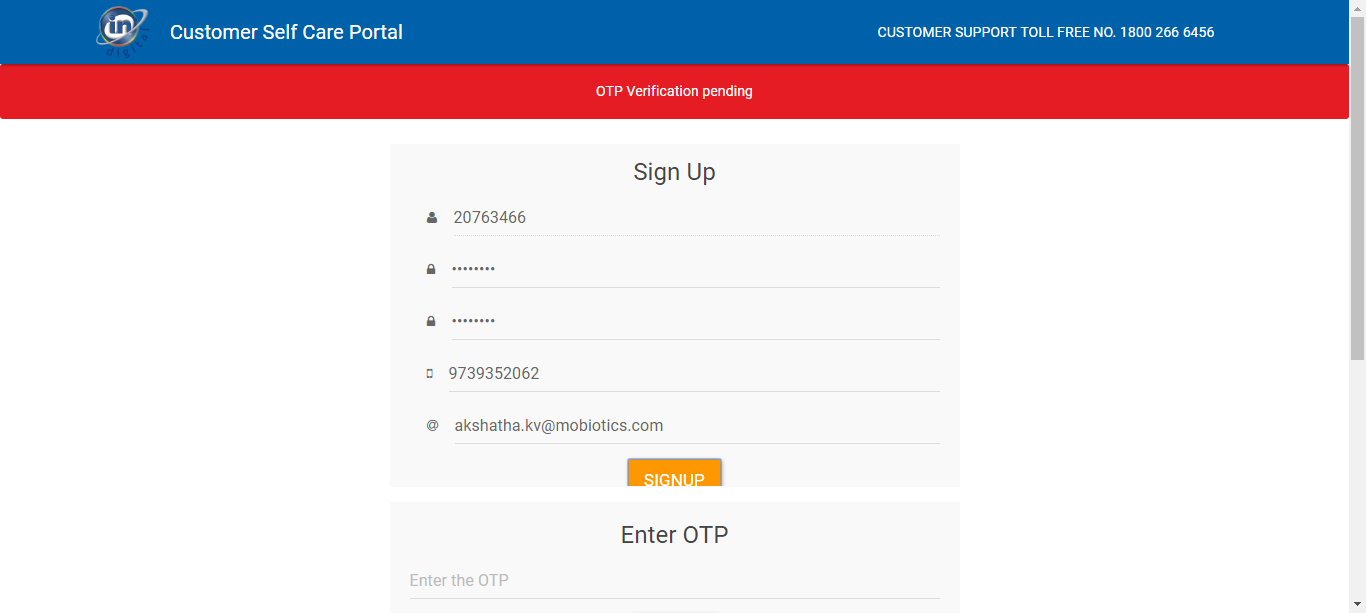 in
digital
Customer Self Care Portal
CUSTOMER SUPPORT TOLL FREE NO. 1800 266 6456
OTP Verification pending
Sign Up
20763466
••••••••
••••••••
9739352062
@ akshatha.kv@mobiotics.com
SIGNUP
Enter OTP
Enter the OTP